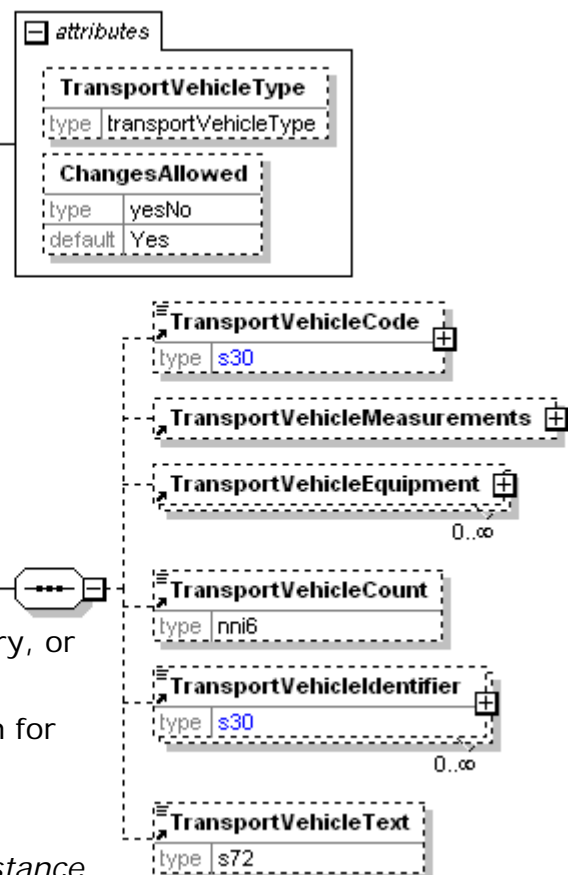 attributes
TransportVehicleType
type transportVehicleType
ChangesAllowed
type yesNo
default Yes
TransportVehicleCode
type s30
TransportVehicleMeasurements
TransportVehicleEquipment
0..∞
TransportVehicleCount
type nni6
ry, or
TransportVehicleIdentifier
type s30
n for
0..∞
TransportVehicleText
type s72
stance